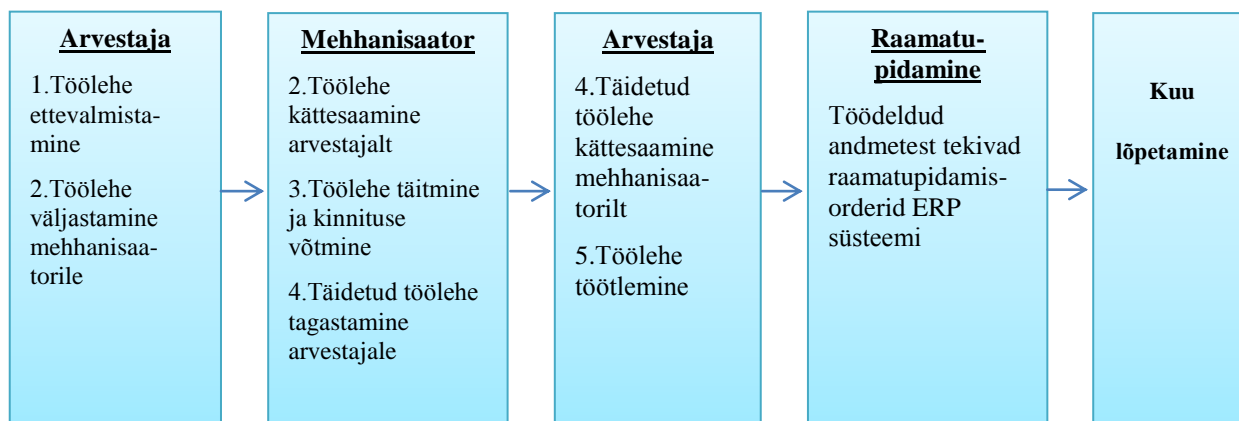 Arvestaja
1.Töölehe
ettevalmista-
mine
2.Töölehe
väljastamine
mehhanisaa-
torile
Mehhanisaator
2.Töölehe
kättesaamine
arvestajalt
3.Töölehe täitmine
ja kinnituse
võtmine
4.Täidetud töölehe
tagastamine
arvestajale
Arvestaja
4.Täidetud
töölehe
kättesaamine
mehhanisaa-
torilt
5.Töölehe
töötlemine
Raamatu-
pidamine
Töödeldud
andmetest tekivad
raamatupidamis-
orderid ERP
süsteemi
Kuu
lõpetamine